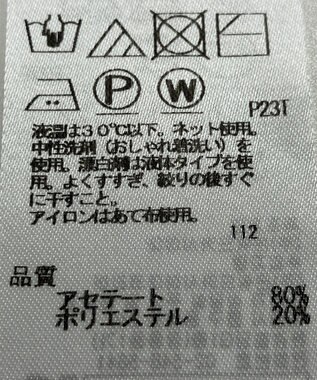 P
W
P23T
液温は30℃以下。ネット使用。
中性洗剤（おしゃれ着洗い）を
使用。漂白剤は液体タイプを使
用。よくすすぎ、絞りの後すぐ
に干すこと。
アイロンはあて布使用。
112
品質
アセテート 80%
ポリエステル 20%